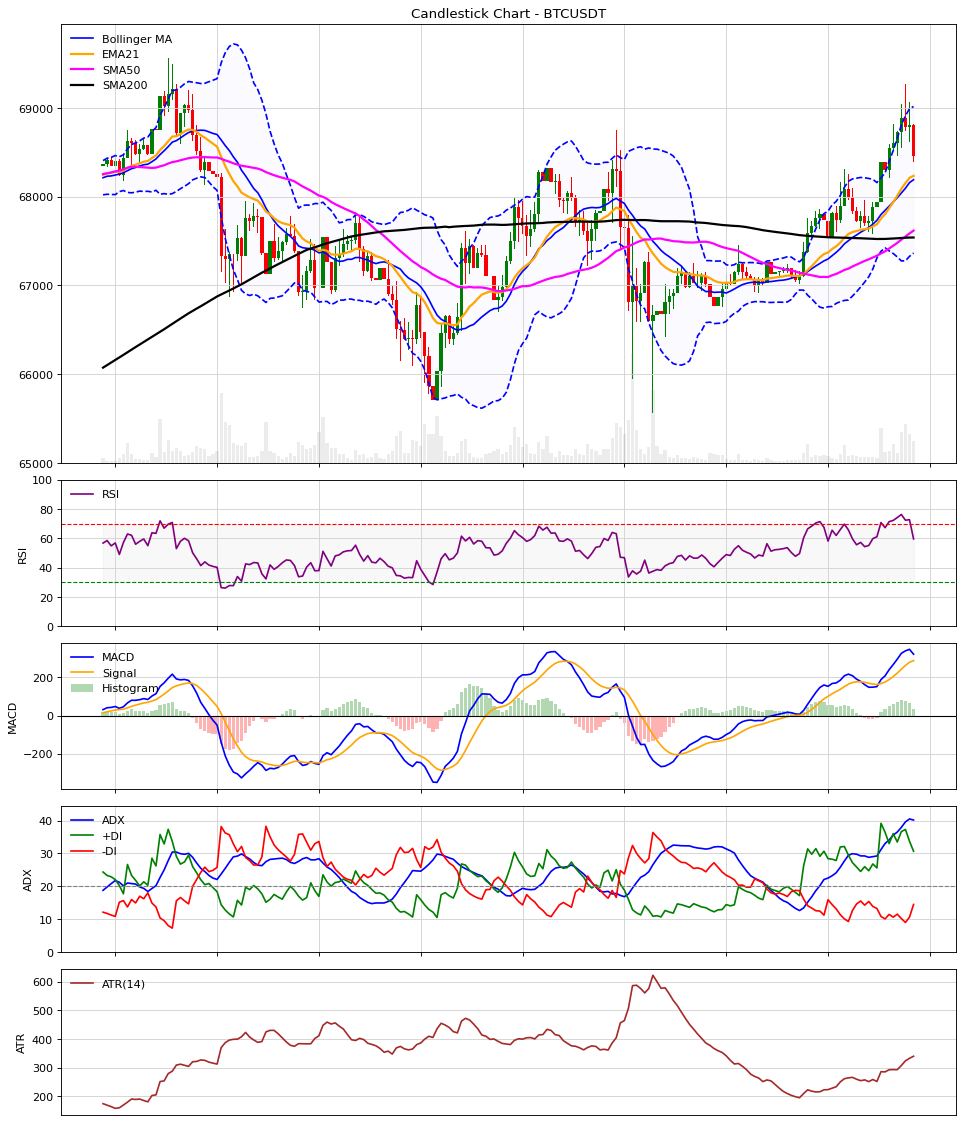 Candlestick Chart - BTCUSDT
Bollinger MA
EMA21
SMA50
SMA200
69000
68000
67000
66000
65000
RSI
100
80
60
40
20
0
RSI
MACD
Signal
Histogram
200
0
−200
MACD
ADX
+DI
-DI
40
30
20
10
0
ADX
ATR(14)
600
500
400
300
200
ATR